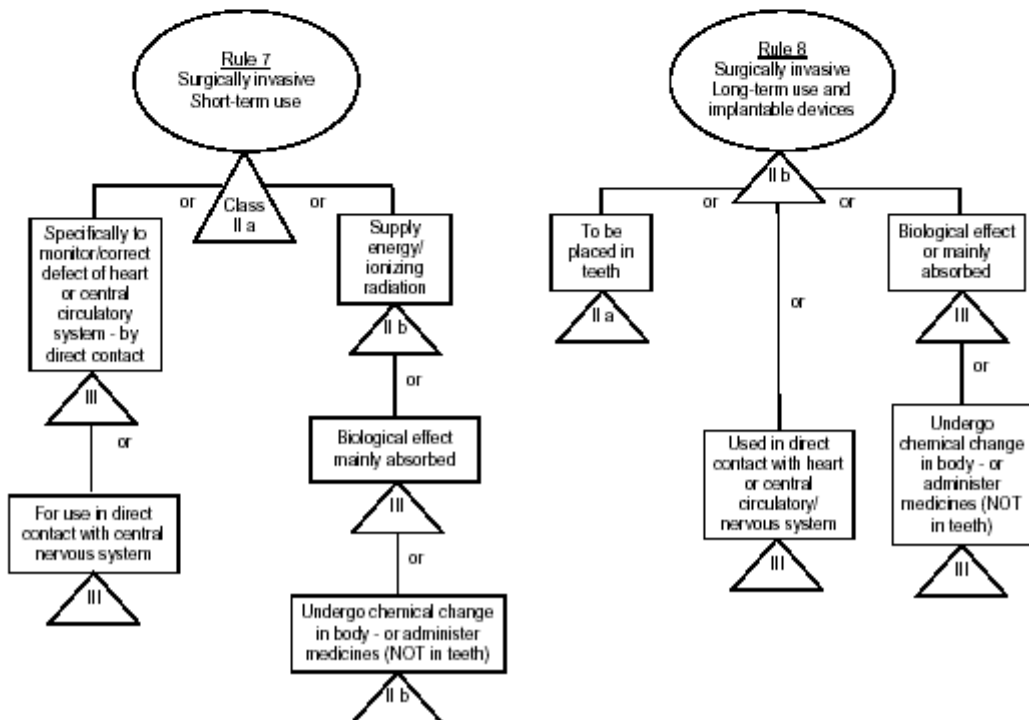 Rule 7
Surgically invasive
Short-term use
or
Class
II a
or
Specifically to
monitor/correct
defect of heart
or central
circulatory
system - by
direct contact
III
or
For use in direct
contact with central
nervous system
III
Supply
energy/
ionizing
radiation
II b
or
Biological effect
mainly absorbed
III
or
Undergo chemical change
in body - or administer
medicines (NOT in teeth)
II b
Rule 8
Surgically invasive
Long-term use and
implantable devices
II b
or
or
To be
placed in
teeth
II a
or
Used in direct
contact with heart
or central
circulatory/
nervous system
III
Biological effect
or mainly
absorbed
III
or
Undergo
chemical change
in body - or
administer
medicines (NOT
in teeth)
III